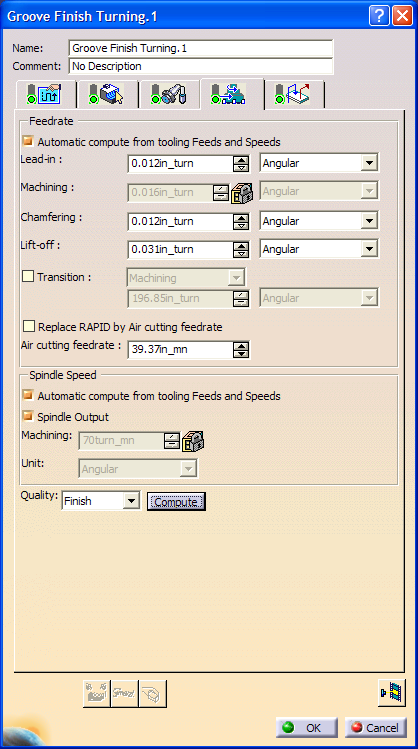 Groove Finish Turning.1
Name: Groove Finish Turning.1
Comment: No Description
Feedrate
Automatic compute from tooling Feeds and Speeds
Lead-in : 0.012in_turn Angular
Machining : 0.016in_turn Angular
Chamfering : 0.012in_turn Angular
Lift-off : 0.031in_turn Angular
Transition : Machining
196.85in_turn Angular
Replace RAPID by Air cutting feedrate
Air cutting feedrate : 39.37in_mn
Spindle Speed
Automatic compute from tooling Feeds and Speeds
Spindle Output
Machining: 70turn_mn
Unit: Angular
Quality: Finish Compute
OK Cancel